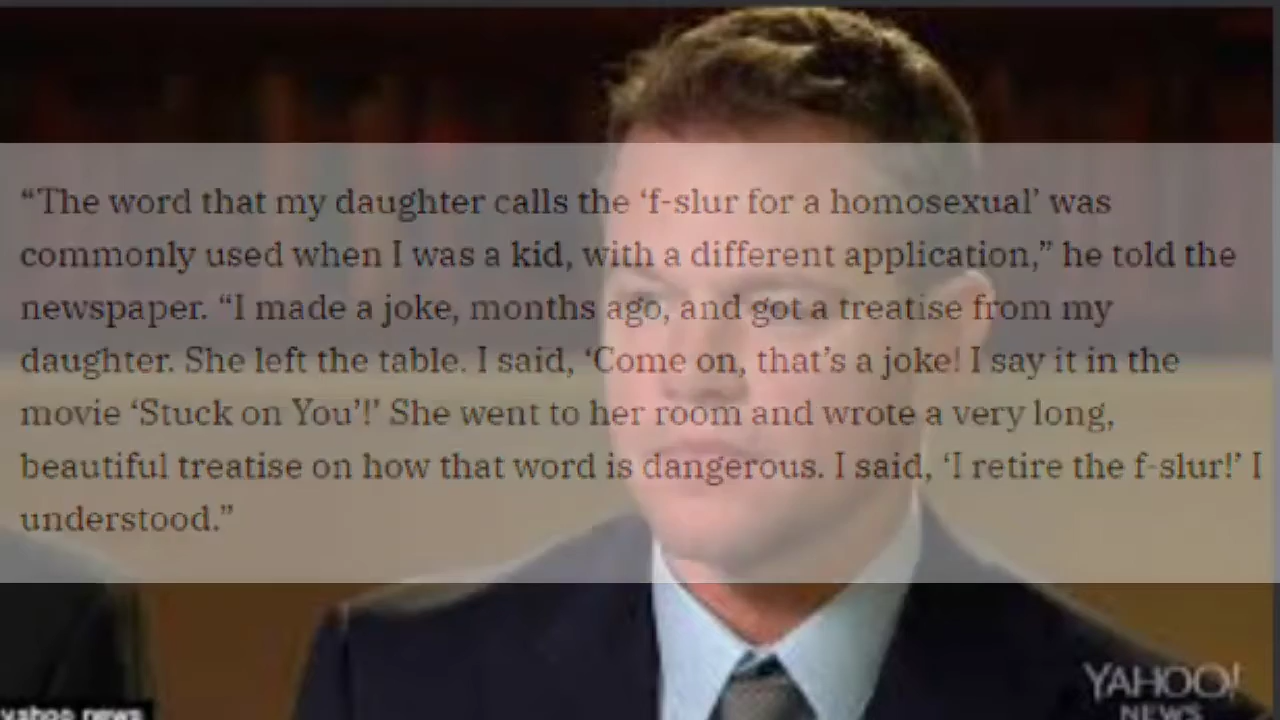 “The word that my daughter calls the ‘f-slur for a homosexual’ was
commonly used when I was a kid, with a different application,” he told the
newspaper. “I made a joke, months ago, and got a treatise from my
daughter. She left the table. I said, ‘Come on, that’s a joke! I say it in the
movie ‘Stuck on You’!’ She went to her room and wrote a very long,
beautiful treatise on how that word is dangerous. I said, ‘I retire the f-slur!’ I
understood.”
YAHOO!
NEWS
yahoo news